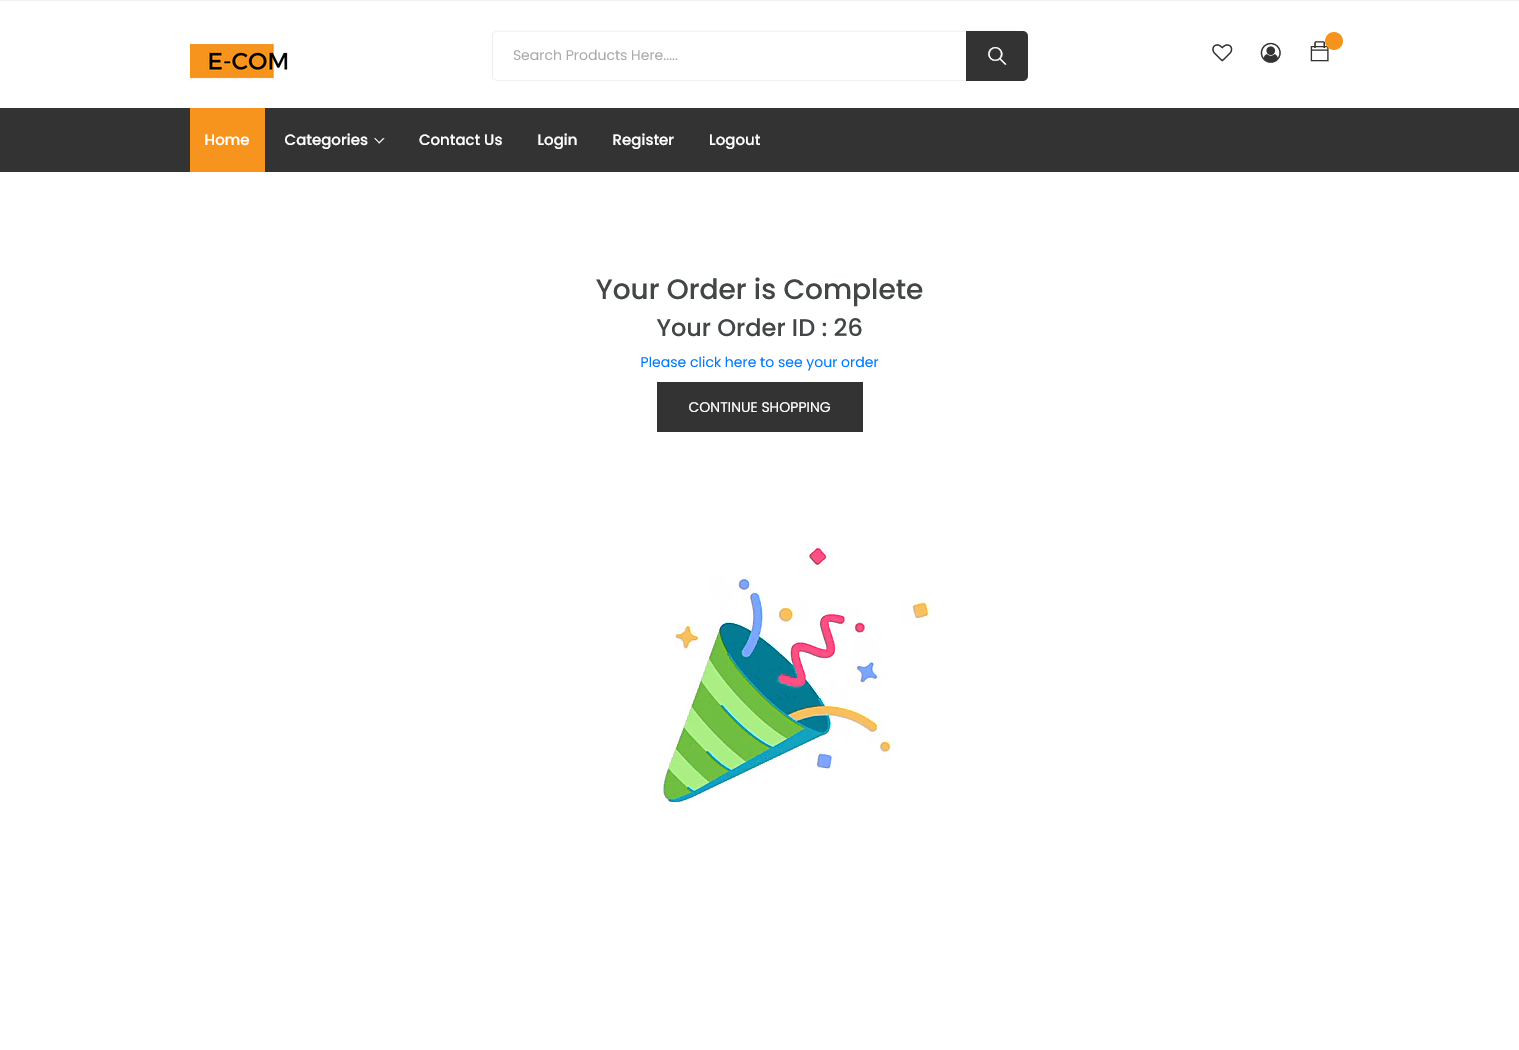 E-COM
Search Products Here.....
Home Categories Contact Us Login Register Logout
Your Order is Complete
Your Order ID : 26
Please click here to see your order
CONTINUE SHOPPING